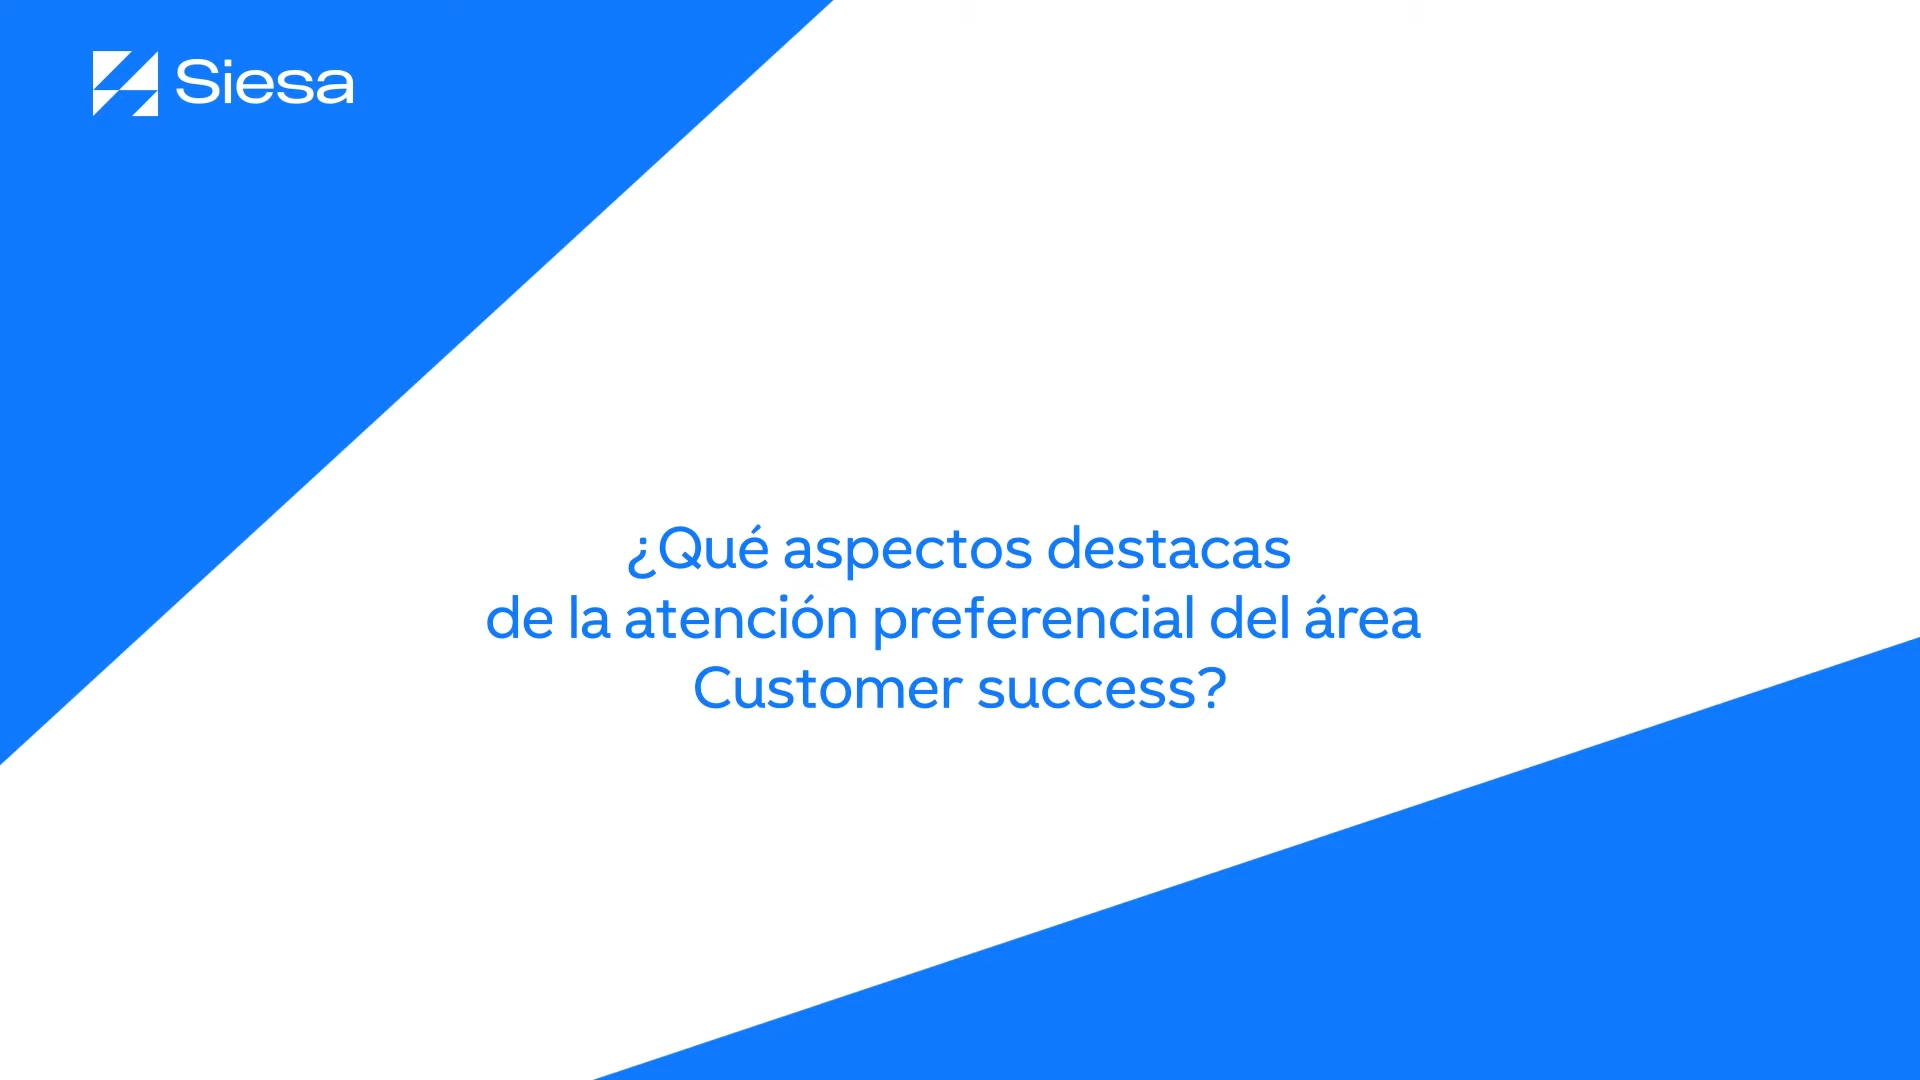 Siesa
¿Qué aspectos destacas
de la atención preferencial del área
Customer success?